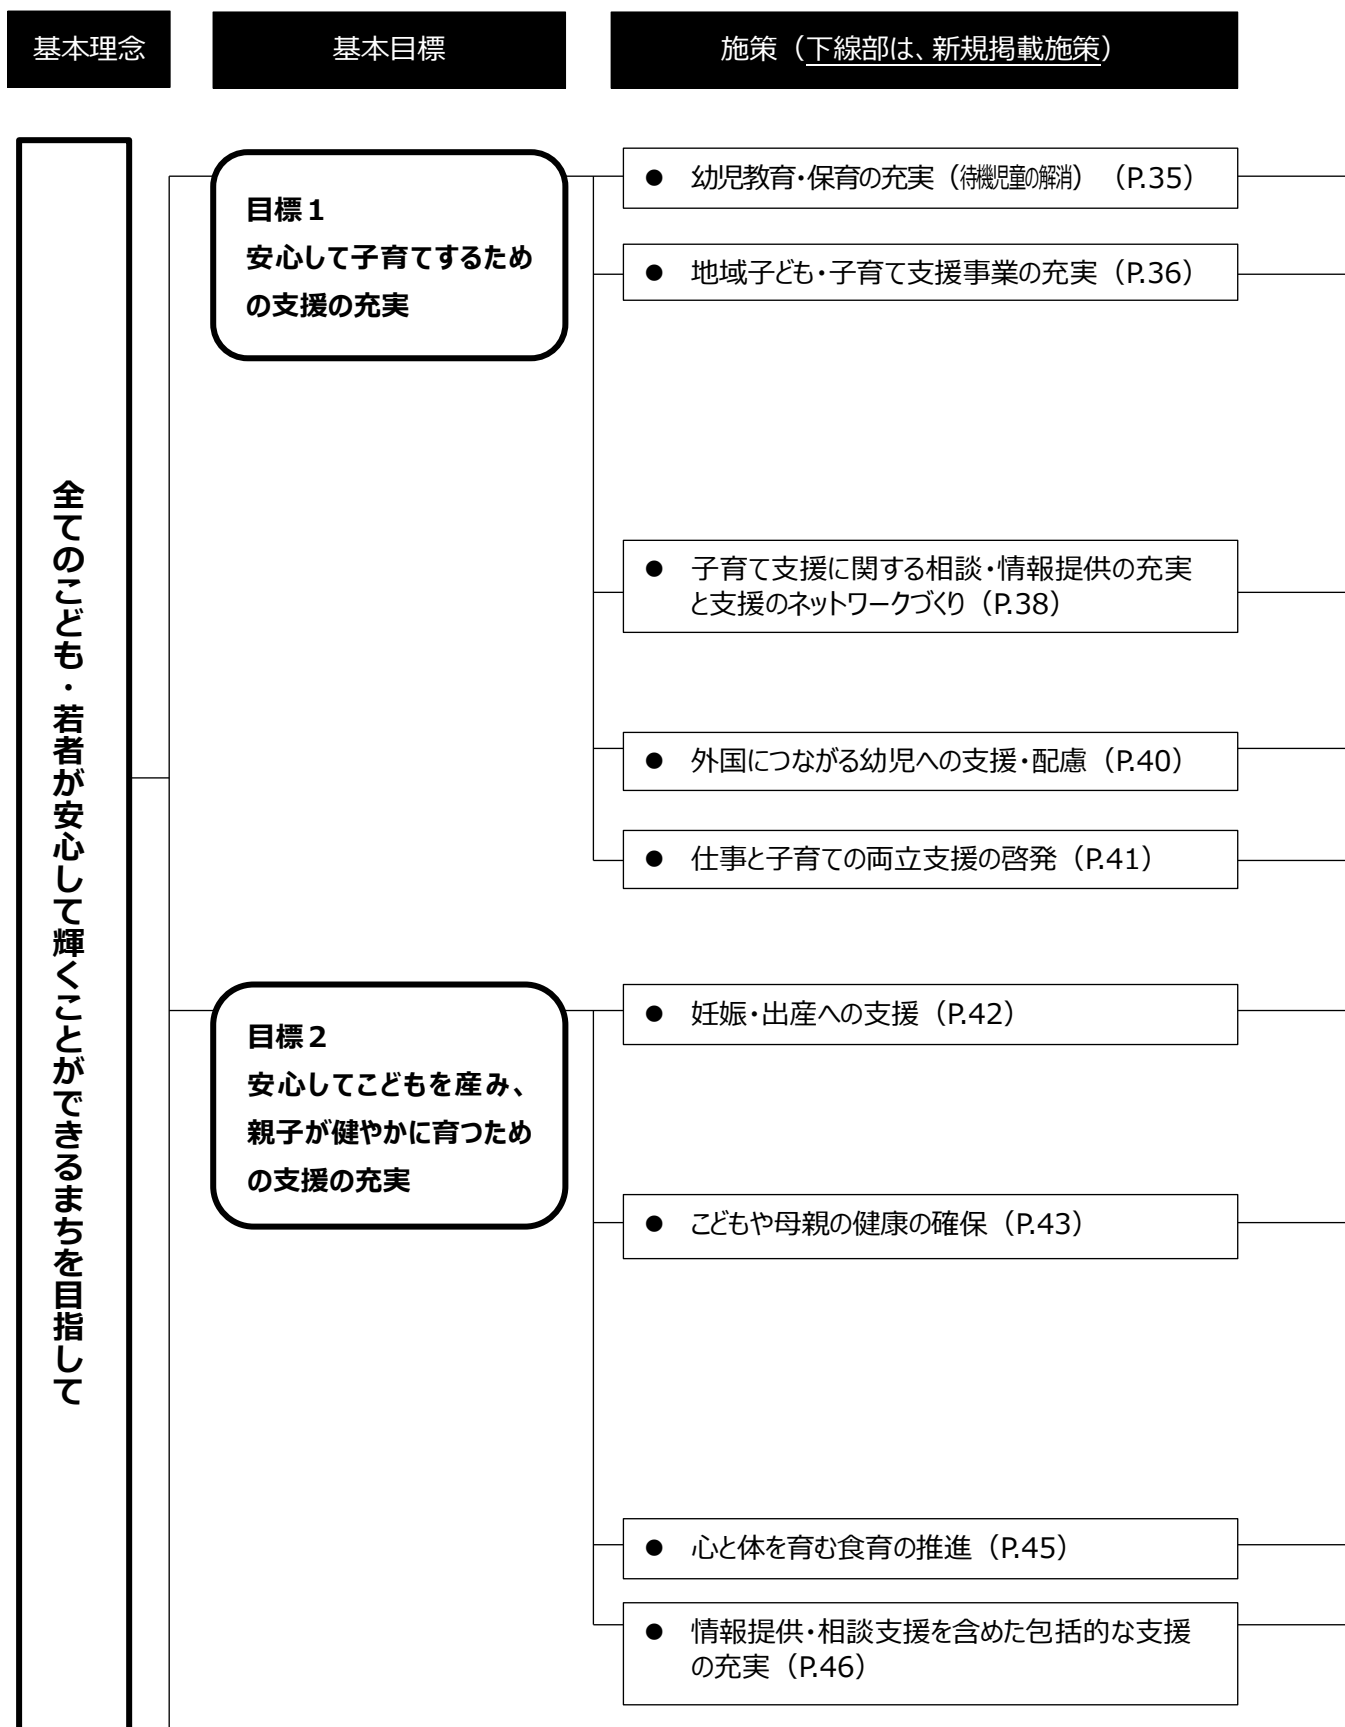 基本理念
基本目標
施策（下線部は、新規掲載施策）
全てのこども・若者が安心して輝くことができるまちを目指して
目標１
安心して子育てするため
の支援の充実
● 幼児教育・保育の充実（待機児童の解消）（P.35）
● 地域子ども・子育て支援事業の充実（P.36）
● 子育て支援に関する相談・情報提供の充実
と支援のネットワークづくり（P.38）
● 外国につながる幼児への支援・配慮（P.40）
● 仕事と子育ての両立支援の啓発（P.41）
目標２
安心してこどもを産み、
親子が健やかに育つため
の支援の充実
● 妊娠・出産への支援（P.42）
● こどもや母親の健康の確保（P.43）
● 心と体を育む食育の推進（P.45）
● 情報提供・相談支援を含めた包括的な支援
の充実（P.46）